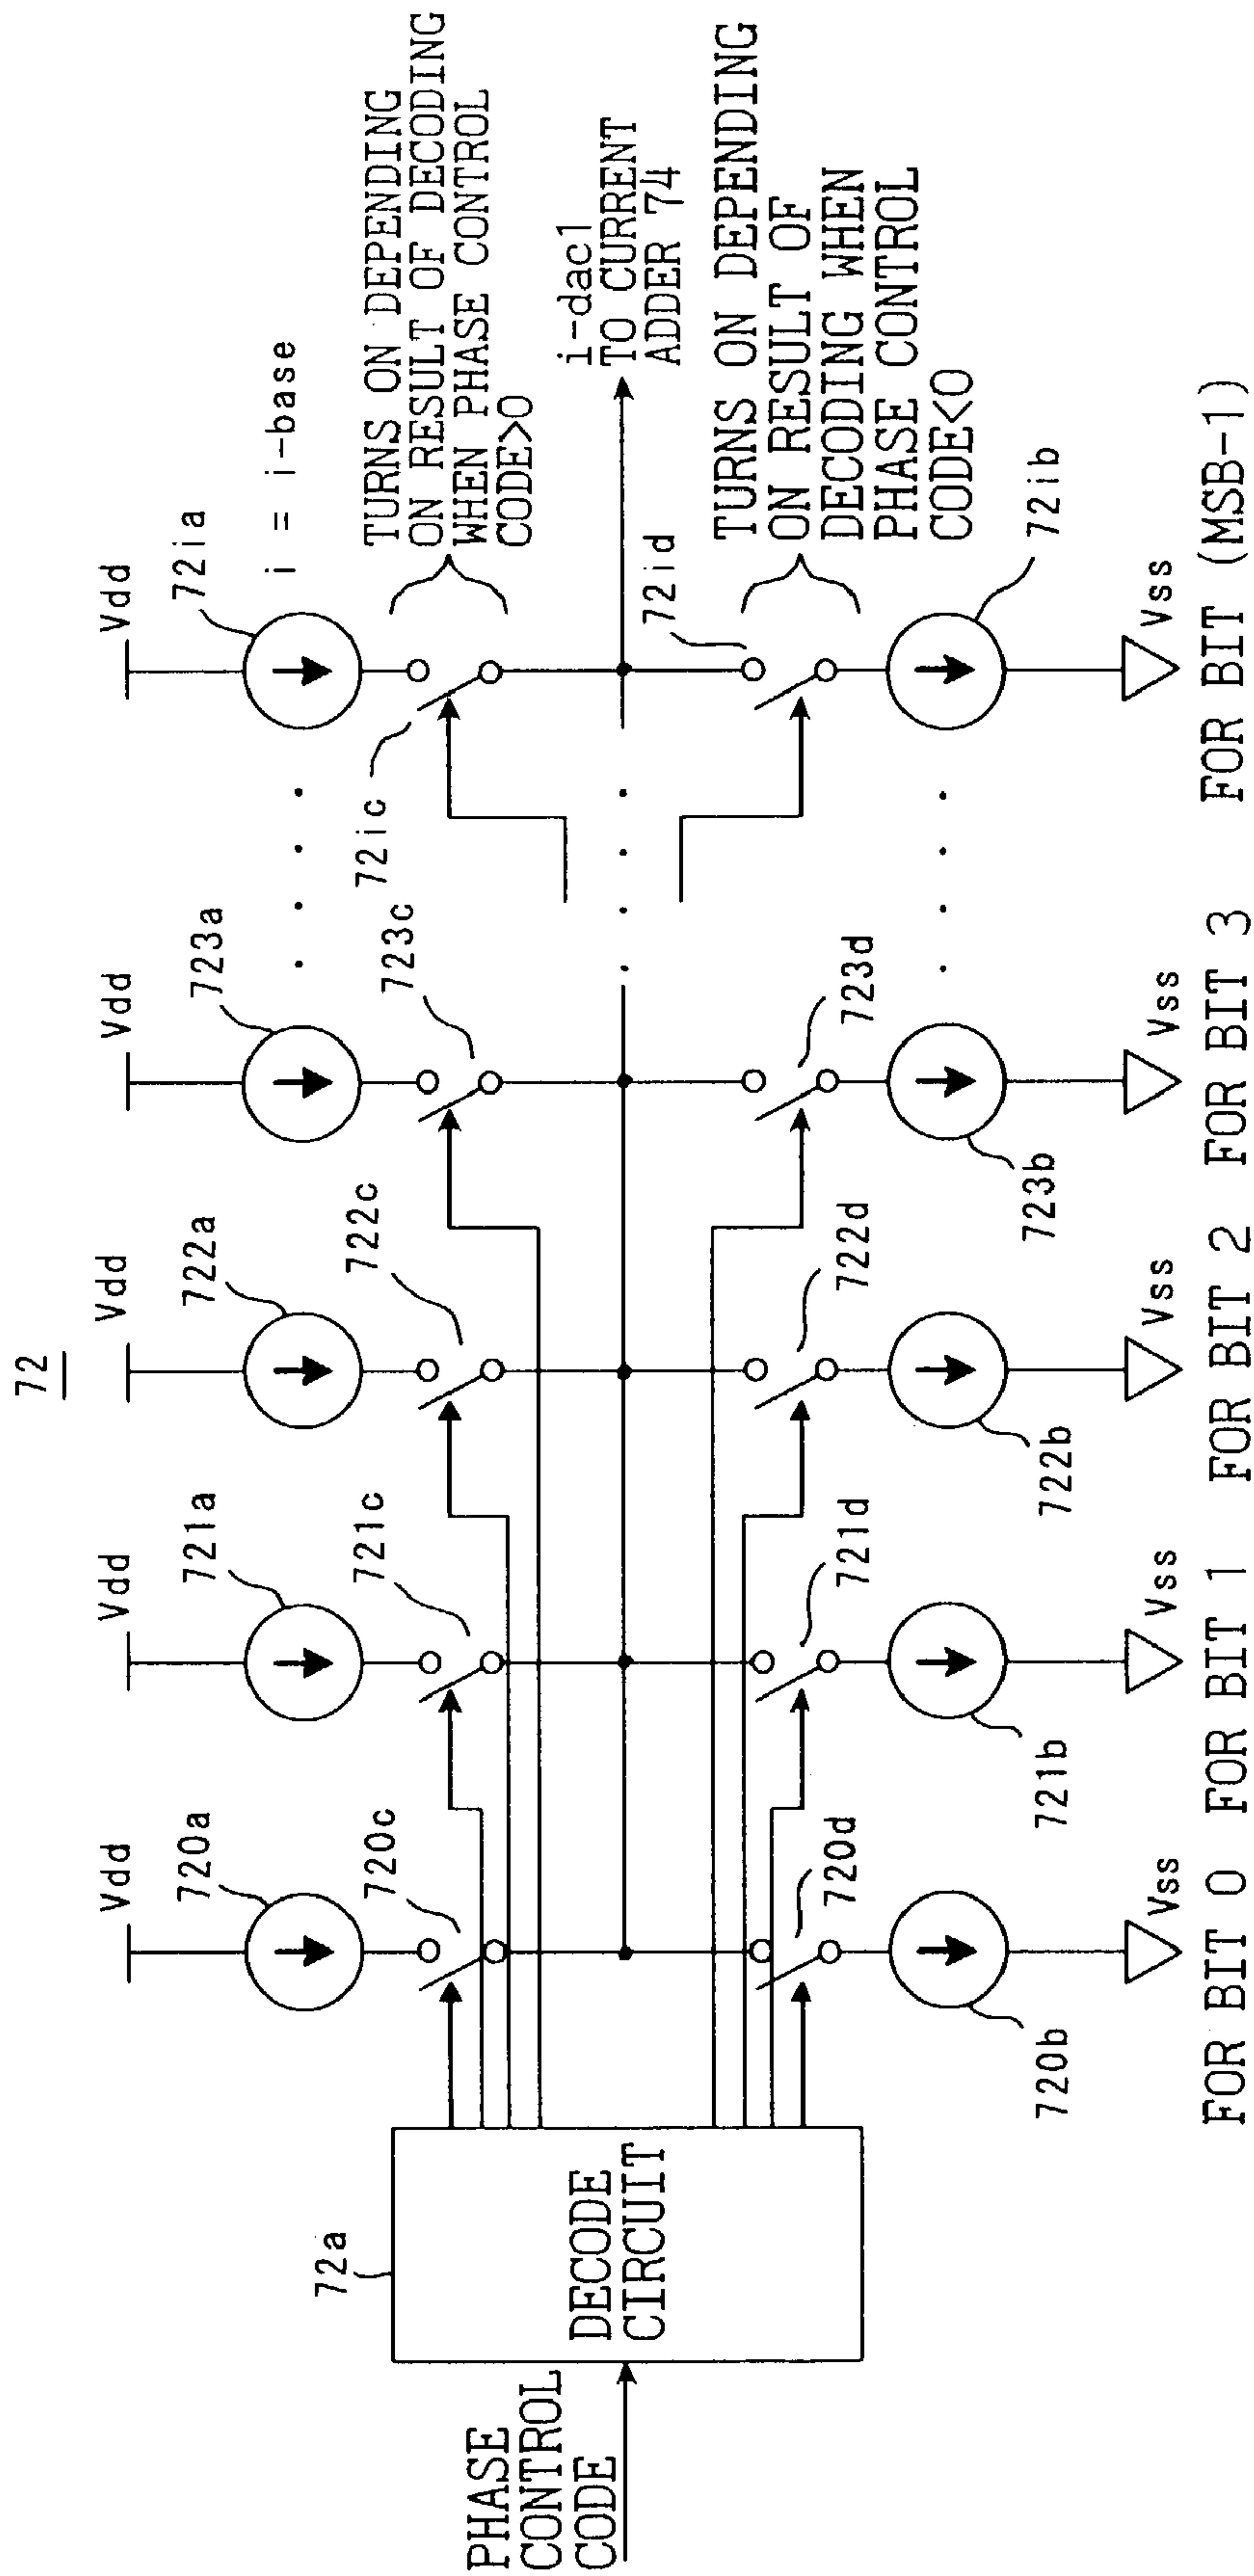 72
Vdd
Vdd
Vdd
Vdd
Vdd
720a
721a
722a
723a
72ia
i = i-base
720c
721c
722c
723c
72ic
TURNS ON DEPENDING
ON RESULT OF DECODING
WHEN PHASE CONTROL
CODE>0
72a
PHASE
CONTROL
CODE
DECODE
CIRCUIT
i-dac1
TO CURRENT
ADDER 74
720d
721d
722d
723d
72id
TURNS ON DEPENDING
ON RESULT OF
DECODING WHEN
PHASE CONTROL
CODE<0
720b
721b
722b
723b
72ib
Vss
Vss
Vss
Vss
Vss
FOR BIT 0
FOR BIT 1
FOR BIT 2
FOR BIT 3
FOR BIT (MSB-1)